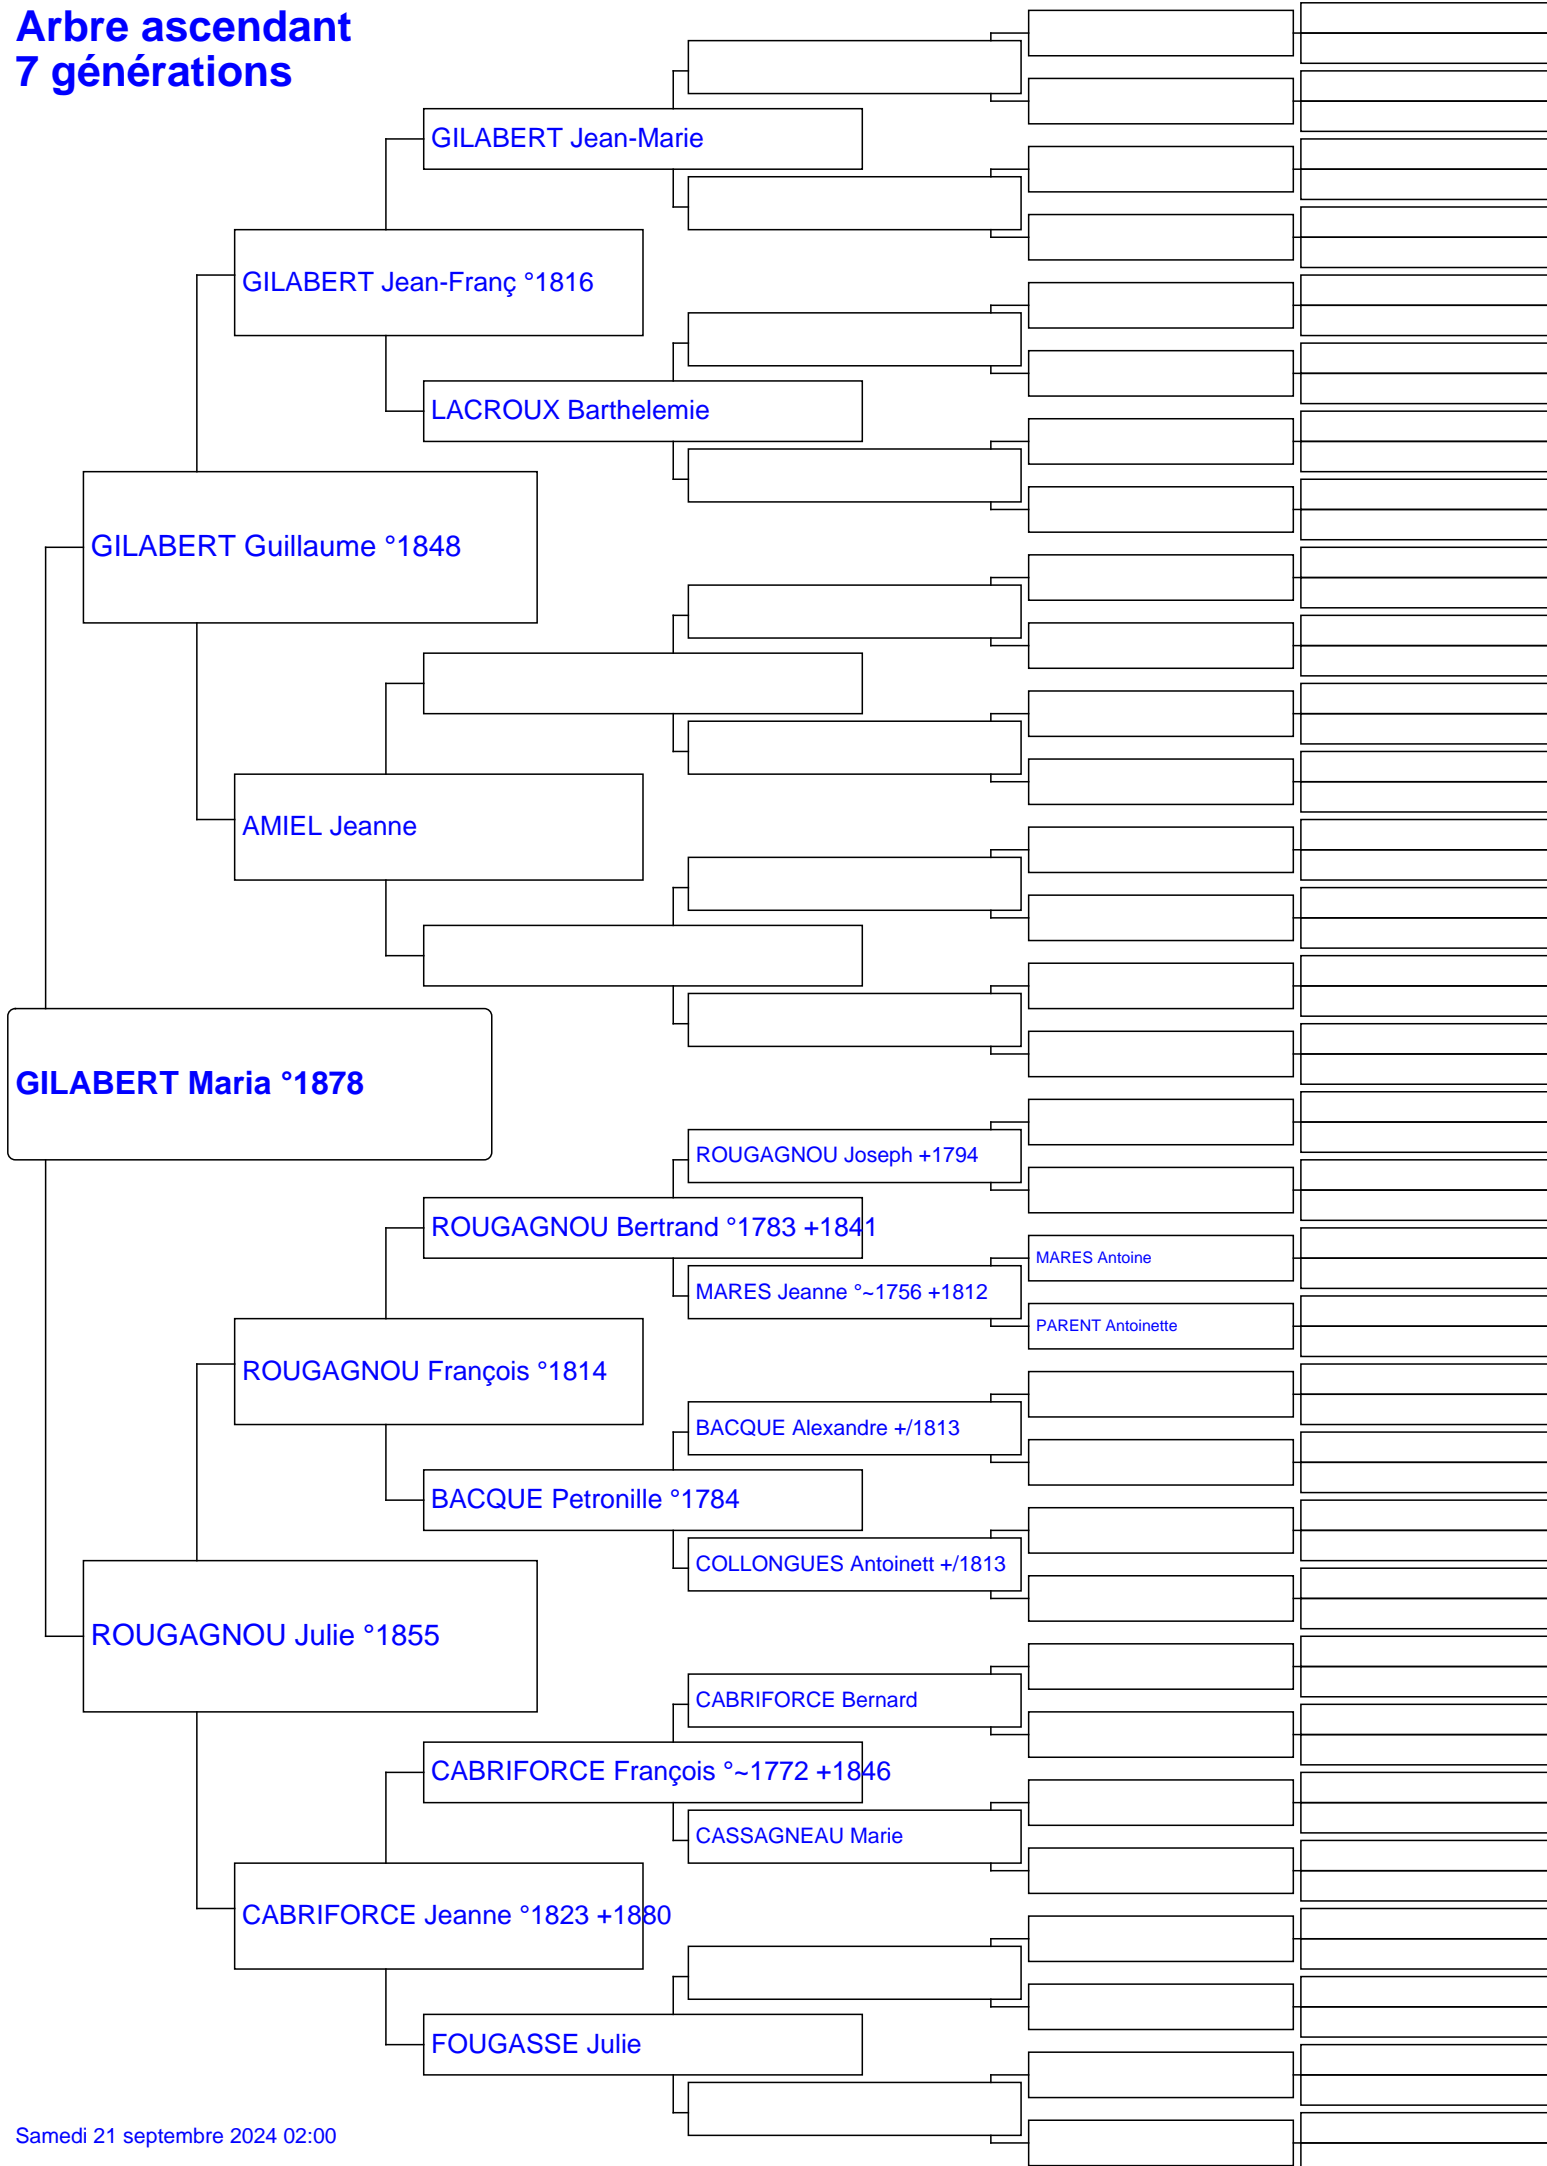 Arbre ascendant
7 générations
GILABERT Jean-Marie
GILABERT Jean-Franç °1816
LACROUX Barthelemie
GILABERT Guillaume °1848
AMIEL Jeanne
GILABERT Maria °1878
ROUGAGNOU Joseph +1794
ROUGAGNOU Bertrand °1783 +1841
MARES Antoine
MARES Jeanne °~1756 +1812
PARENT Antoinette
ROUGAGNOU François °1814
BACQUE Alexandre +/1813
BACQUE Petronille °1784
COLLONGUES Antoinett +/1813
ROUGAGNOU Julie °1855
CABRIFORCE Bernard
CABRIFORCE François °~1772 +1846
CASSAGNEAU Marie
CABRIFORCE Jeanne °1823 +1880
FOUGASSE Julie
Samedi 21 septembre 2024 02:00